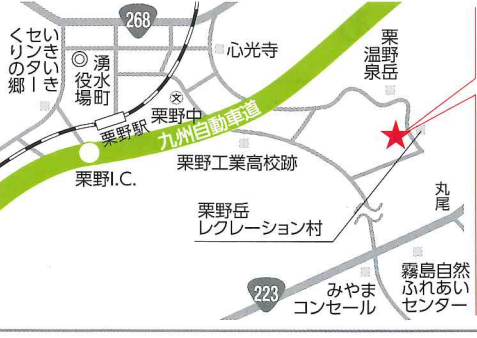 268
いきいき
センター
くりの郷
◎湧水町
役場
心光寺
栗野岳
温泉
文
栗野中
栗野駅
九州自動車道
栗野I.C.
栗野工業高校跡
栗野岳
レクレーション村
丸尾
223
みやま
コンセール
霧島自然
ふれあい
センター